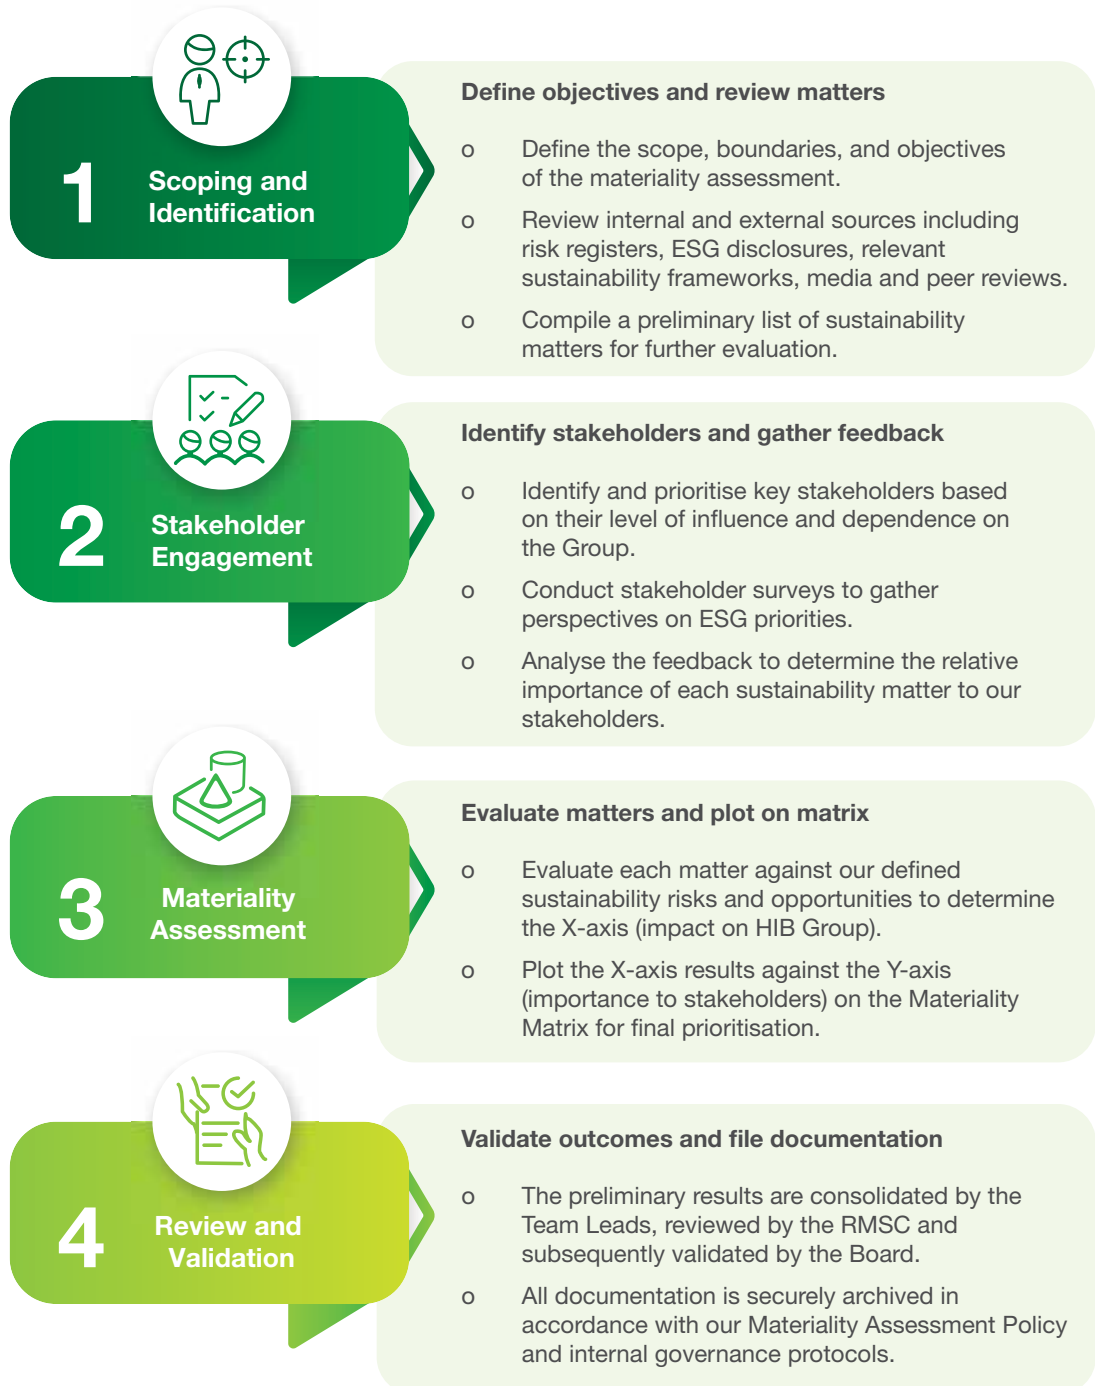 1
Scoping and
Identification
Define objectives and review matters
o Define the scope, boundaries, and objectives
of the materiality assessment.
o Review internal and external sources including
risk registers, ESG disclosures, relevant
sustainability frameworks, media and peer reviews.
o Compile a preliminary list of sustainability
matters for further evaluation.
2
Stakeholder
Engagement
Identify stakeholders and gather feedback
o Identify and prioritise key stakeholders based
on their level of influence and dependence on
the Group.
o Conduct stakeholder surveys to gather
perspectives on ESG priorities.
o Analyse the feedback to determine the relative
importance of each sustainability matter to our
stakeholders.
3
Materiality
Assessment
Evaluate matters and plot on matrix
o Evaluate each matter against our defined
sustainability risks and opportunities to determine
the X-axis (impact on HIB Group).
o Plot the X-axis results against the Y-axis
(importance to stakeholders) on the Materiality
Matrix for final prioritisation.
4
Review and
Validation
Validate outcomes and file documentation
o The preliminary results are consolidated by the
Team Leads, reviewed by the RMSC and
subsequently validated by the Board.
o All documentation is securely archived in
accordance with our Materiality Assessment Policy
and internal governance protocols.